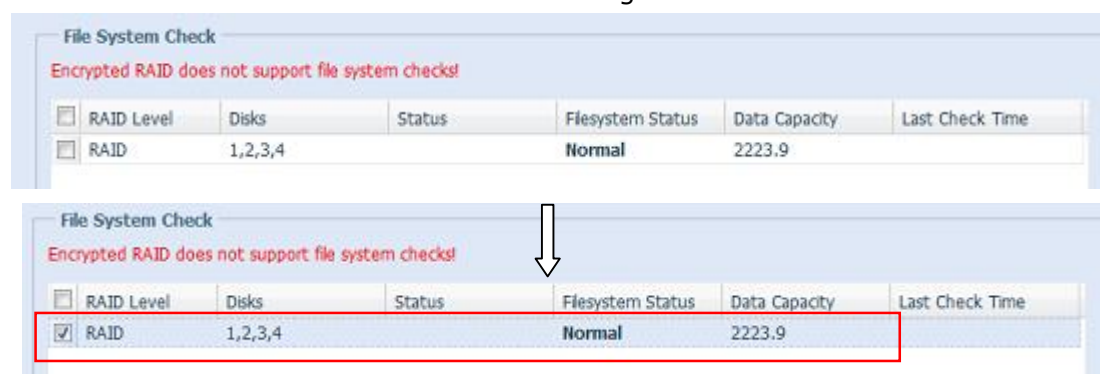 File System Check
Encrypted RAID does not support file system checks!
RAID Level Disks Status Filesystem Status Data Capacity Last Check Time
RAID 1,2,3,4 Normal 2223.9
File System Check
Encrypted RAID does not support file system checks!
RAID Level Disks Status Filesystem Status Data Capacity Last Check Time
RAID 1,2,3,4 Normal 2223.9